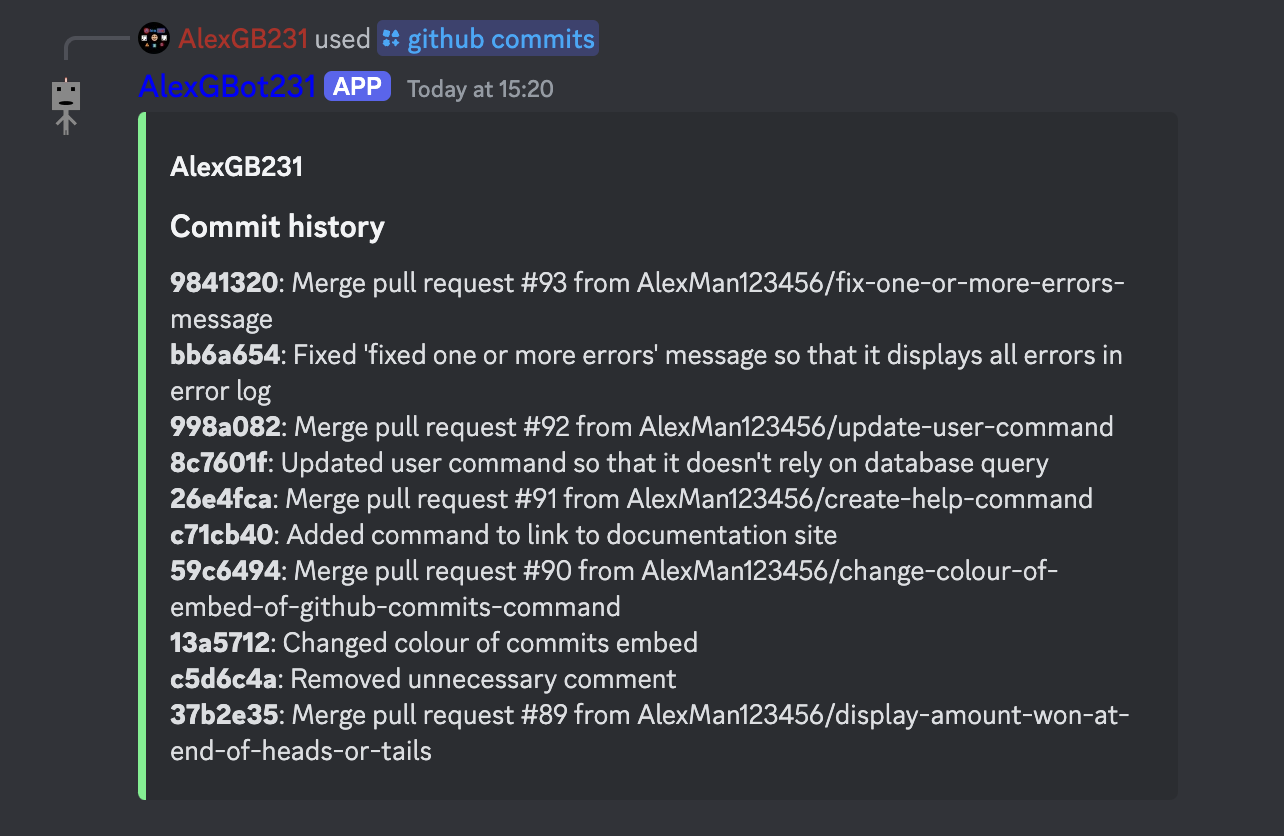 AlexGB231 used github commits
AlexGBot231 APP Today at 15:20
AlexGB231
Commit history
9841320: Merge pull request #93 from AlexMan123456/fix-one-or-more-errors-
message
bb6a654: Fixed 'fixed one or more errors' message so that it displays all errors in
error log
998a082: Merge pull request #92 from AlexMan123456/update-user-command
8c7601f: Updated user command so that it doesn't rely on database query
26e4fca: Merge pull request #91 from AlexMan123456/create-help-command
c71cb40: Added command to link to documentation site
59c6494: Merge pull request #90 from AlexMan123456/change-colour-of-
embed-of-github-commits-command
13a5712: Changed colour of commits embed
c5d6c4a: Removed unnecessary comment
37b2e35: Merge pull request #89 from AlexMan123456/display-amount-won-at-
end-of-heads-or-tails